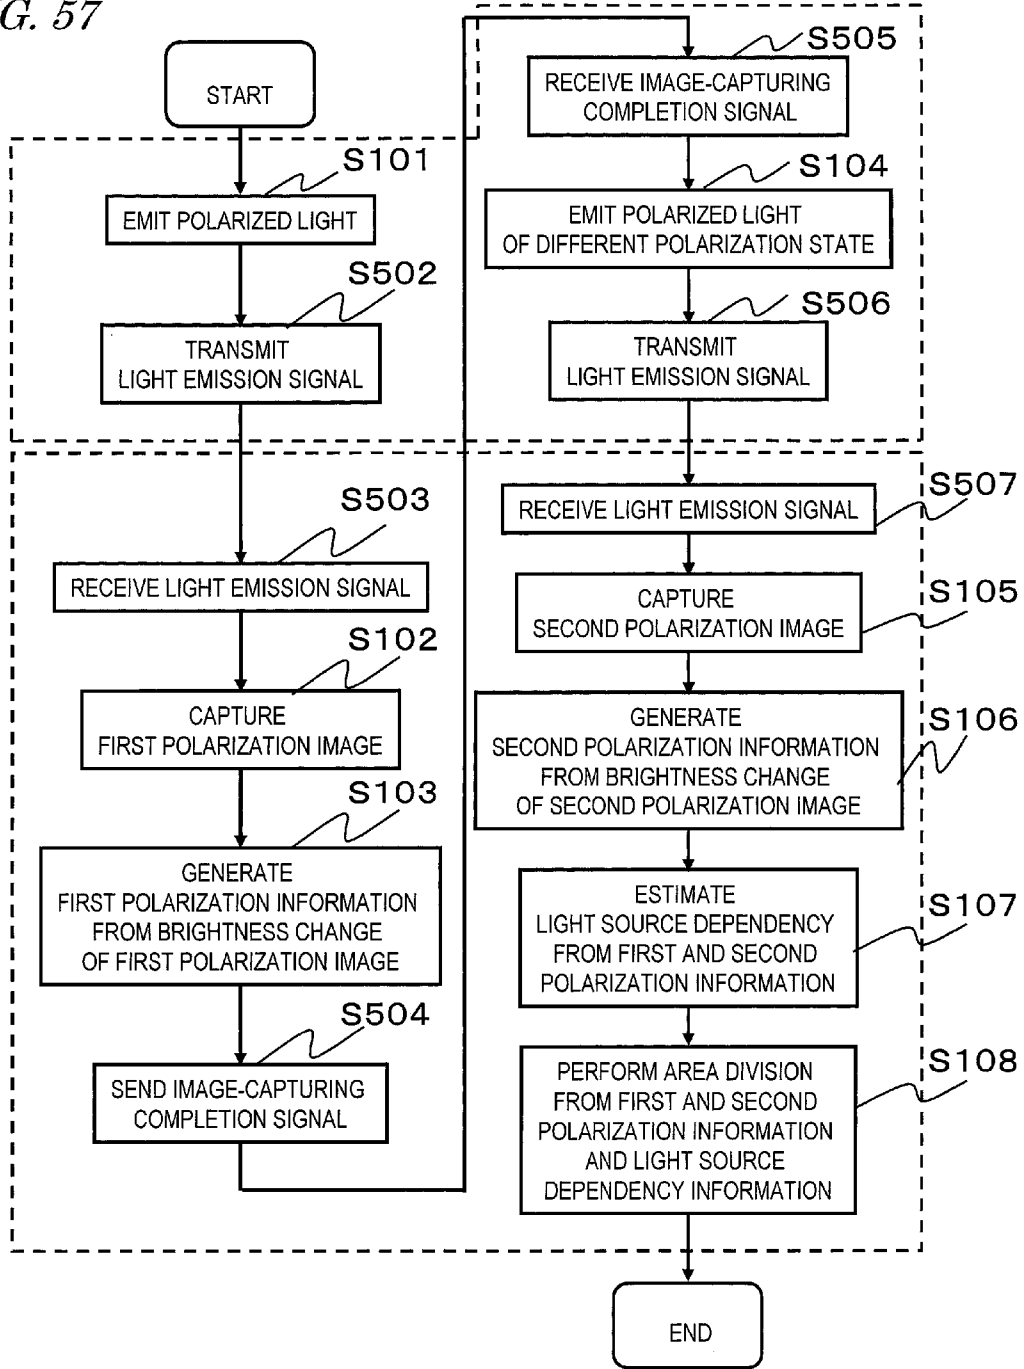 G. 57
START
S101
EMIT POLARIZED LIGHT
S502
TRANSMIT
LIGHT EMISSION SIGNAL
S503
RECEIVE LIGHT EMISSION SIGNAL
S102
CAPTURE
FIRST POLARIZATION IMAGE
S103
GENERATE
FIRST POLARIZATION INFORMATION
FROM BRIGHTNESS CHANGE
OF FIRST POLARIZATION IMAGE
S504
SEND IMAGE-CAPTURING
COMPLETION SIGNAL
S505
RECEIVE IMAGE-CAPTURING
COMPLETION SIGNAL
S104
EMIT POLARIZED LIGHT
OF DIFFERENT POLARIZATION STATE
S506
TRANSMIT
LIGHT EMISSION SIGNAL
S507
RECEIVE LIGHT EMISSION SIGNAL
S105
CAPTURE
SECOND POLARIZATION IMAGE
S106
GENERATE
SECOND POLARIZATION INFORMATION
FROM BRIGHTNESS CHANGE
OF SECOND POLARIZATION IMAGE
S107
ESTIMATE
LIGHT SOURCE DEPENDENCY
FROM FIRST AND SECOND
POLARIZATION INFORMATION
S108
PERFORM AREA DIVISION
FROM FIRST AND SECOND
POLARIZATION INFORMATION
AND LIGHT SOURCE
DEPENDENCY INFORMATION
END